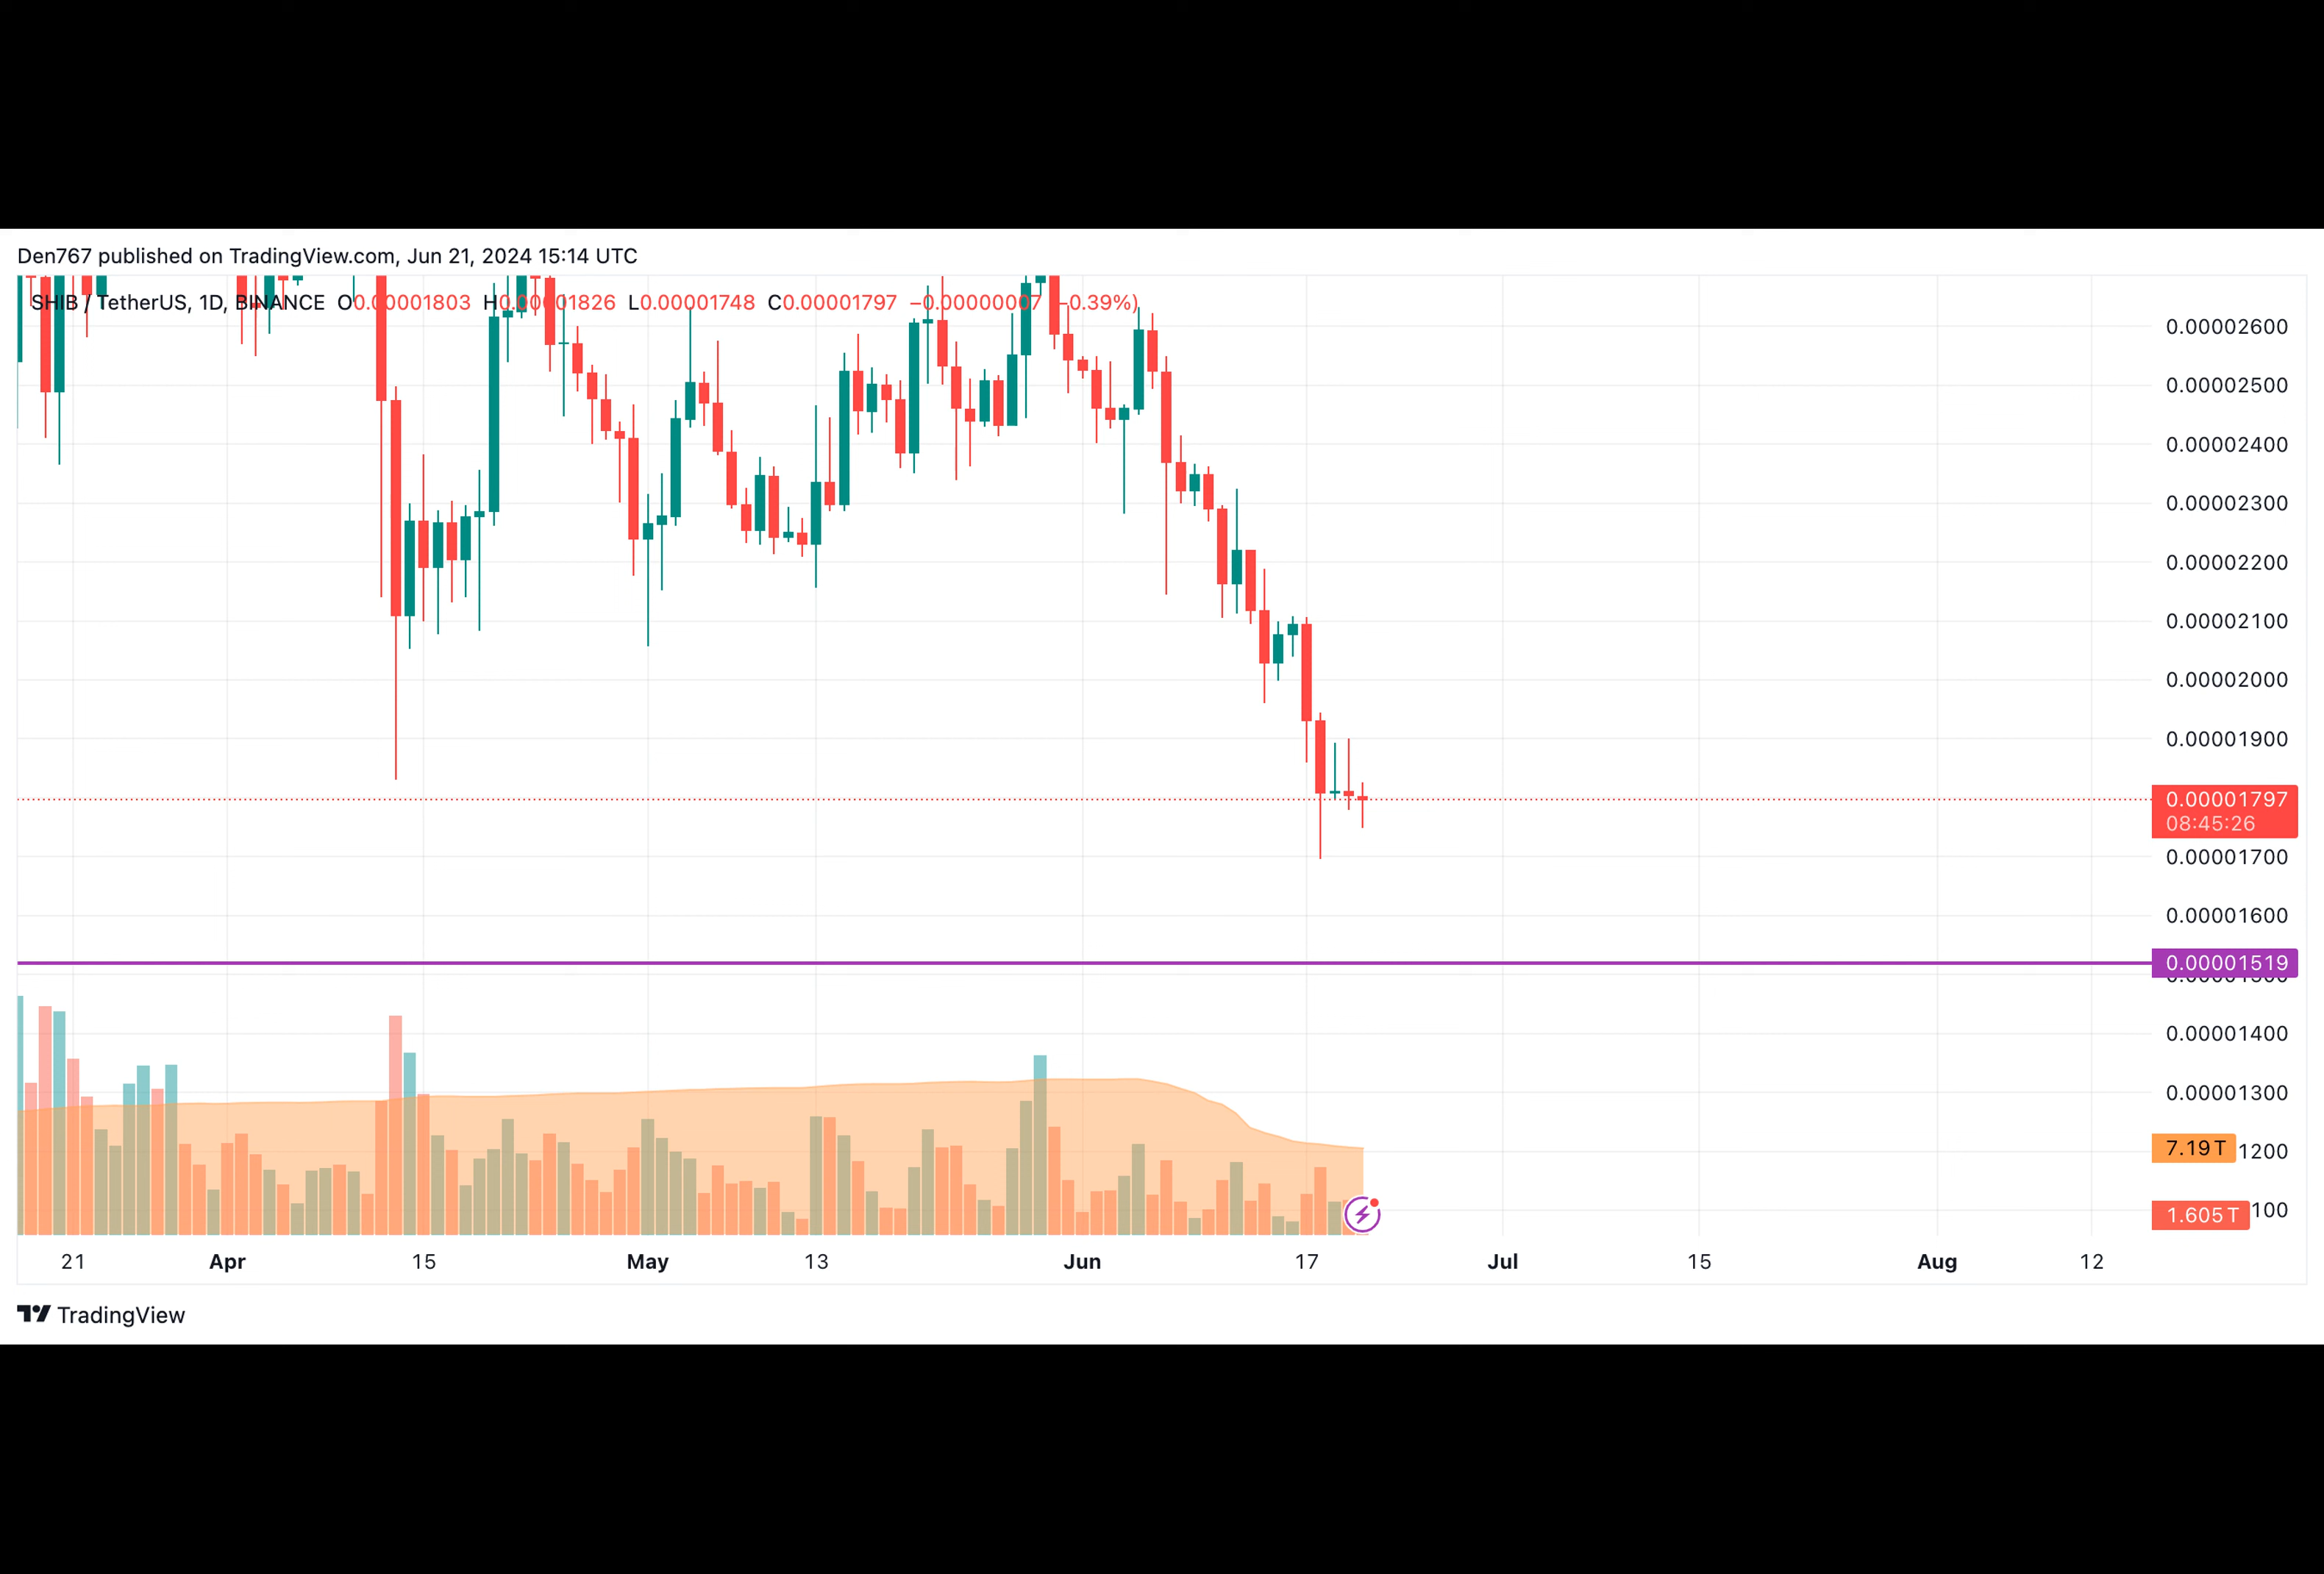 Den767 published on TradingView.com, Jun 21, 2024 15:14 UTC
SHIB / TetherUS, 1D, BINANCE O0.00001803 H0.00001826 L0.00001748 C0.00001797 −0.00000007 (−0.39%)
0.00002600
0.00002500
0.00002400
0.00002300
0.00002200
0.00002100
0.00002000
0.00001900
0.00001797
08:45:26
0.00001700
0.00001600
0.00001519
0.00001400
0.00001300
7.19 T 1200
1.605 T 100
21 Apr 15 May 13 Jun 17 Jul 15 Aug 12
TradingView